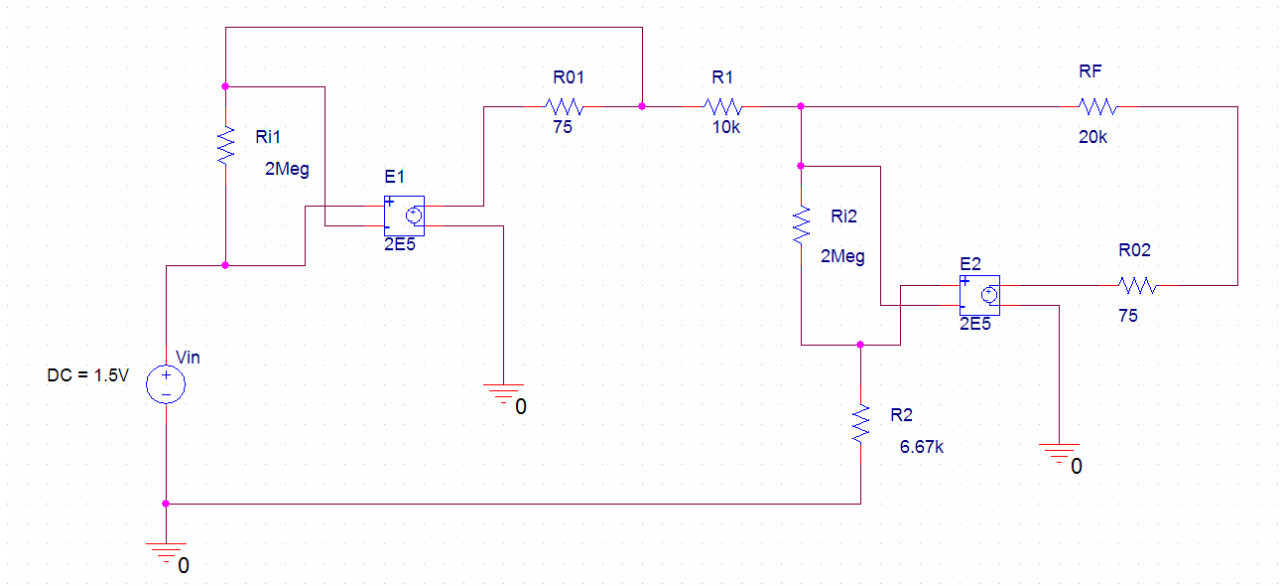 R01
75
R1
10k
RF
20k
Ri1
2Meg
E1
+
-
+
2E5
Ri2
2Meg
E2
+
-
+
2E5
R02
75
DC = 1.5V
Vin
+
−
0
R2
6.67k
0
0